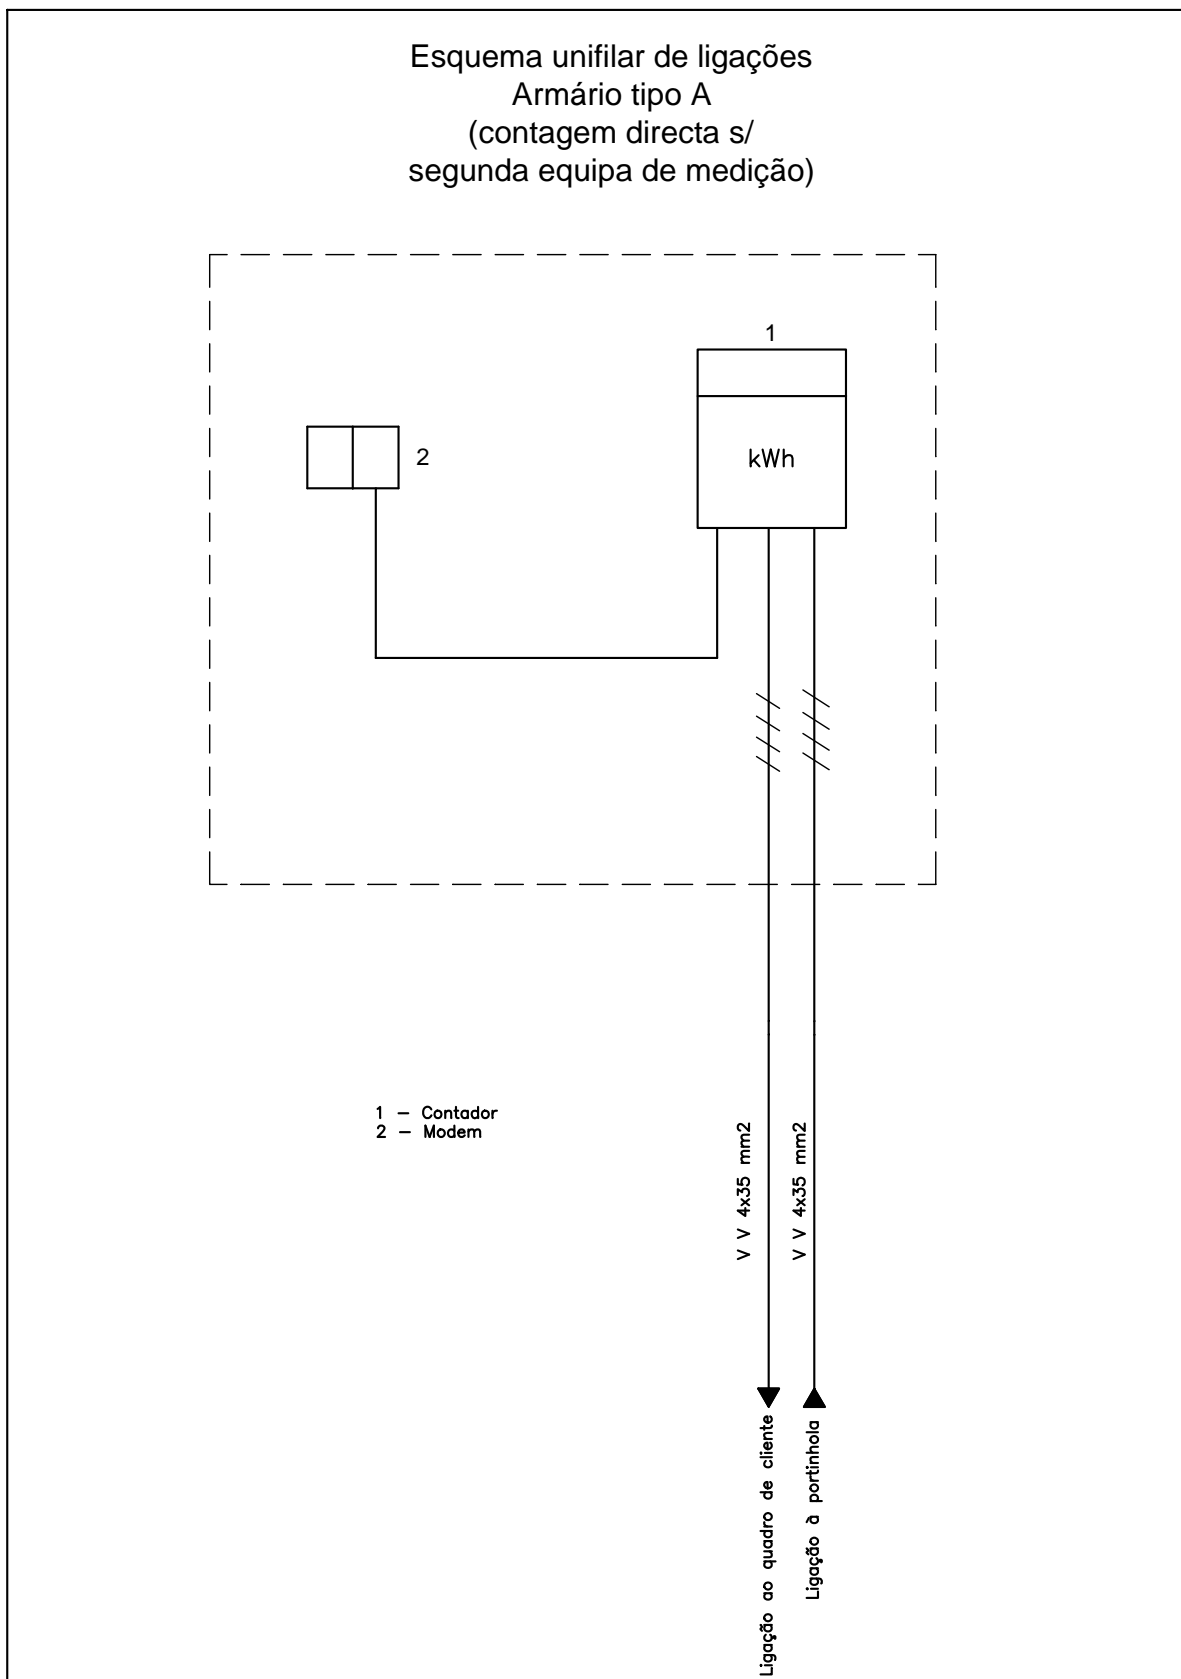 Esquema unifilar de ligações
Armário tipo A
(contagem directa s/
segunda equipa de medição)
1
kWh
2
1 – Contador
2 – Modem
V V 4x35 mm2
V V 4x35 mm2
Ligação ao quadro de cliente
Ligação à portinhola